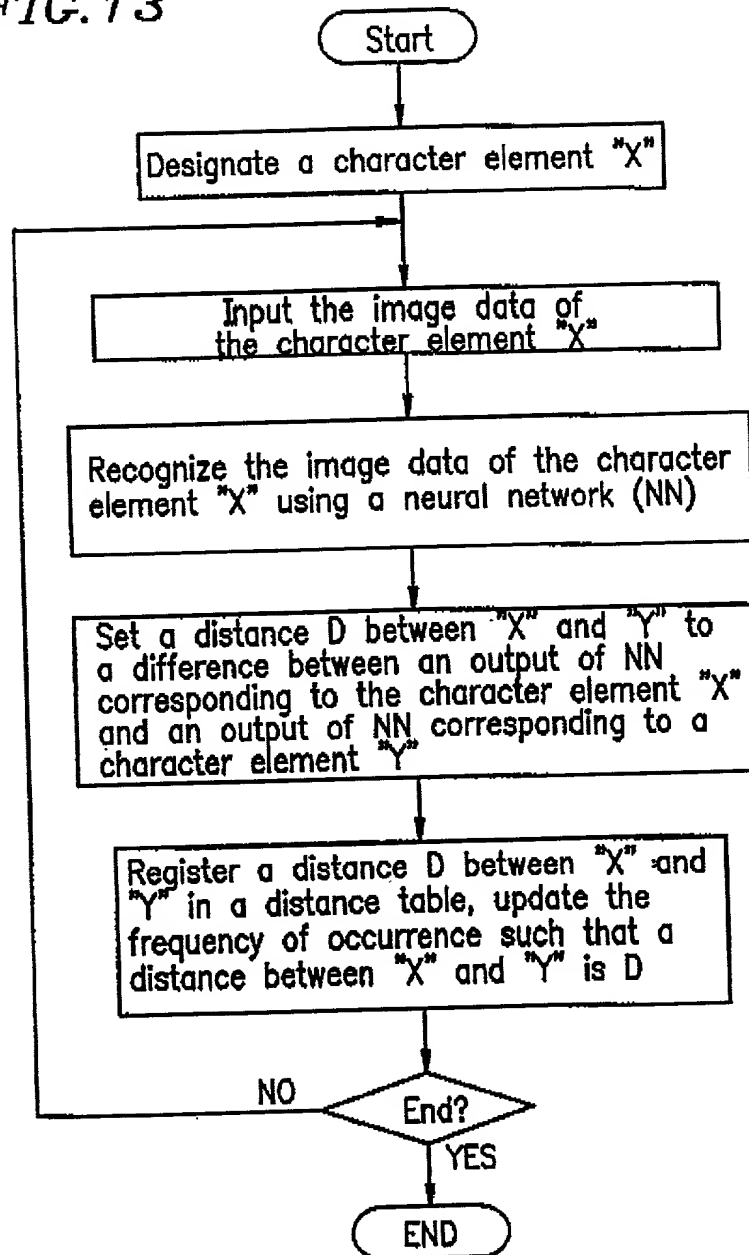 FIG. 13
Start
Designate a character element "X"
Input the image data of
the character element "X"
Recognize the image data of the character
element "X" using a neural network (NN)
Set a distance D between "X" and "Y" to
a difference between an output of NN
corresponding to the character element "X"
and an output of NN corresponding to a
character element "Y"
Register a distance D between "X" and
"Y" in a distance table, update the
frequency of occurrence such that a
distance between "X" and "Y" is D
NO
End?
YES
END